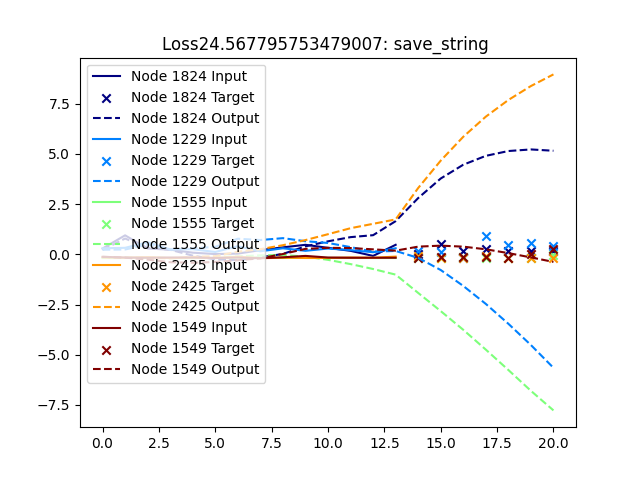 Loss24.567795753479007: save_string
Node 1824 Input
Node 1824 Target
Node 1824 Output
Node 1229 Input
Node 1229 Target
Node 1229 Output
Node 1555 Input
Node 1555 Target
Node 1555 Output
Node 2425 Input
Node 2425 Target
Node 2425 Output
Node 1549 Input
Node 1549 Target
Node 1549 Output
7.5
5.0
2.5
0.0
−2.5
−5.0
−7.5
0.0 2.5 5.0 7.5 10.0 12.5 15.0 17.5 20.0